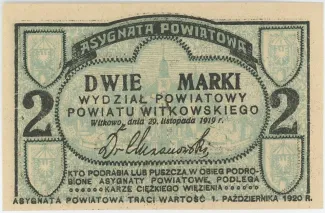 ASYGNATA POWIATOWA
DWIE MARKI
2 2
WYDZIAŁ POWIATOWY
POWIATU WITKOWSKIEGO
Witkowo, dnia 29. listopada 1919 r.
KTO PODRABIA LUB PUSZCZA W OBIEG PODRO-
BIONE ASYGNATY POWIATOWE, PODLEGA
KARZE CIĘŻKIEGO WIĘZIENIA
ASYGNATA POWIATOWA TRACI WARTOŚĆ 1. PAŹDZIERNIKA 1920 R.